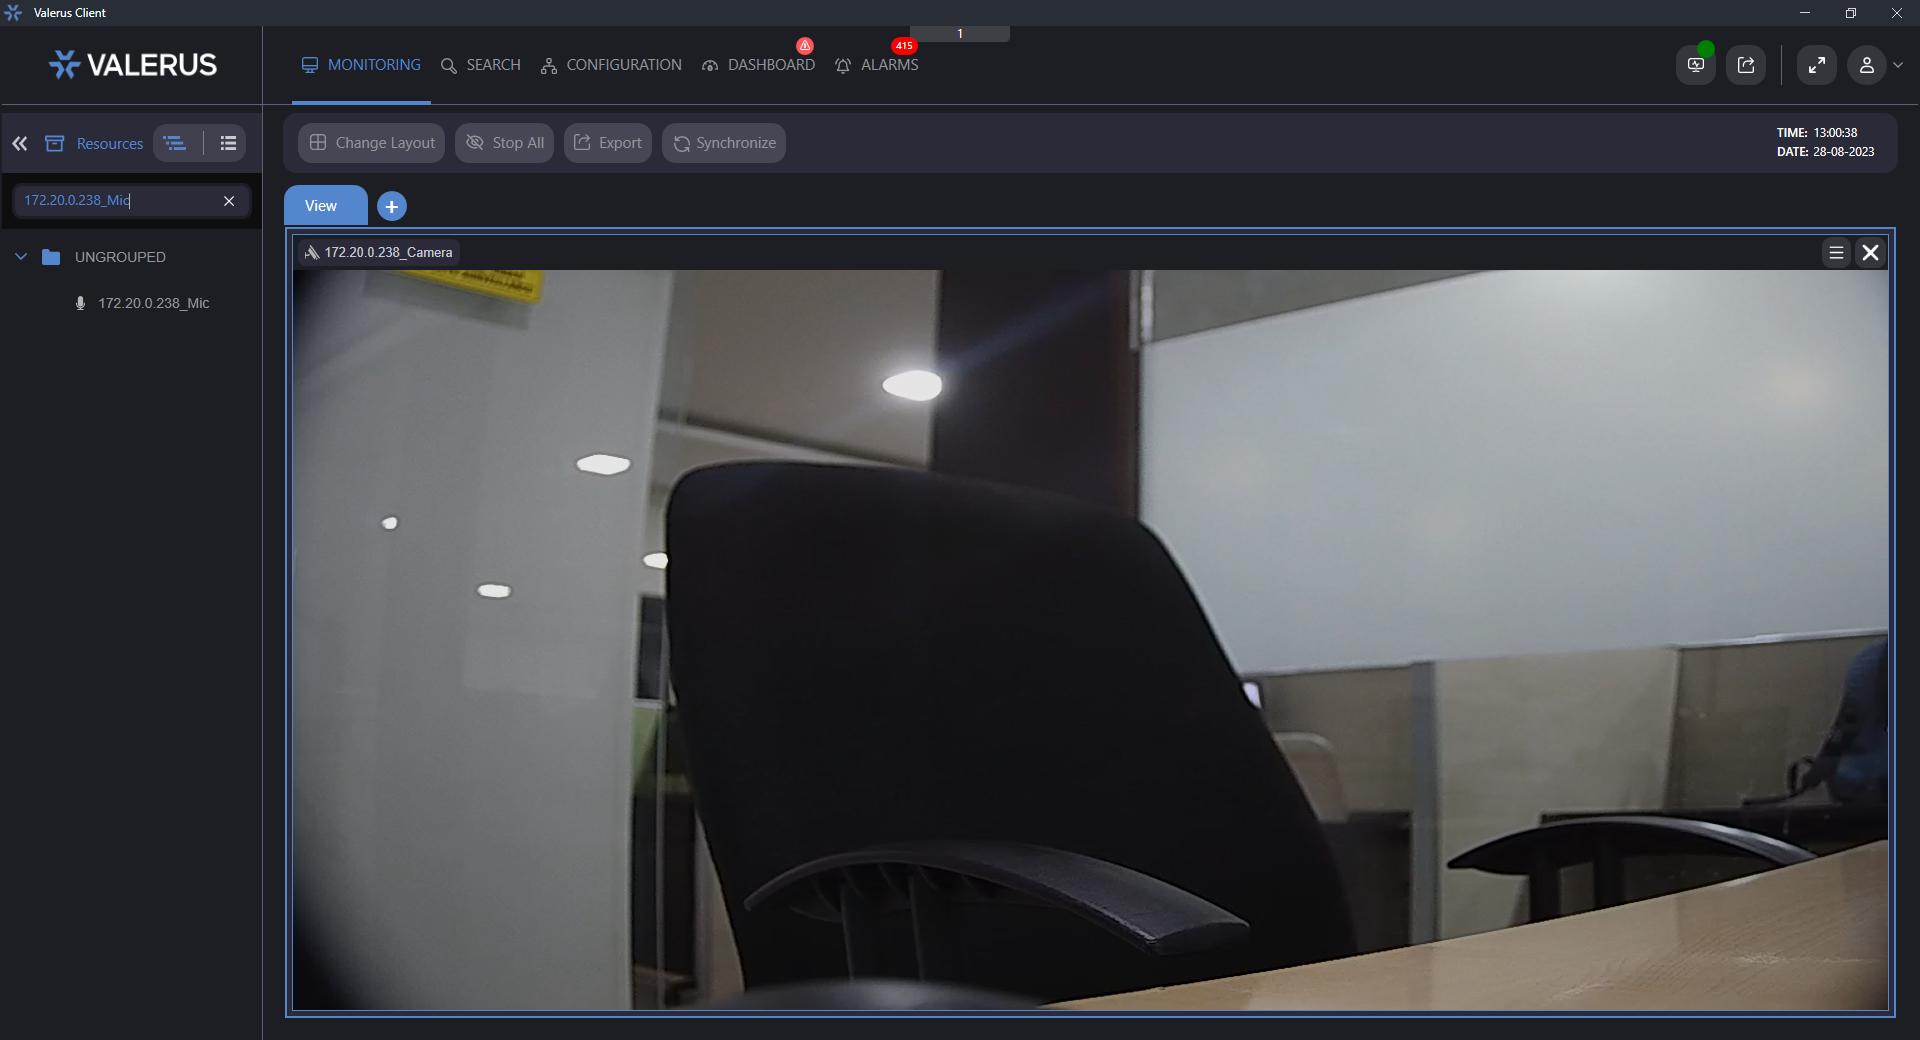 Valerus Client
1
VALERUS
MONITORING
SEARCH
CONFIGURATION
DASHBOARD
415
ALARMS
Resources
Change Layout
Stop All
Export
Synchronize
TIME: 13:00:38
DATE: 28-08-2023
172.20.0.238_Mic
View
UNGROUPED
172.20.0.238_Camera
172.20.0.238_Mic